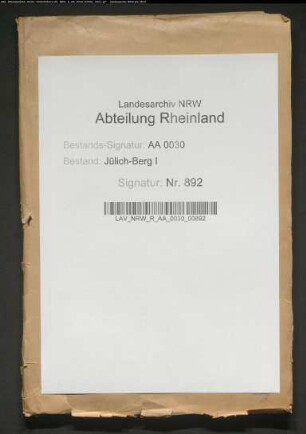 Landesarchiv NRW
Abteilung Rheinland
Bestands-Signatur: AA 0030
Bestand: Jülich-Berg I
Signatur: Nr. 892
LAV_NRW_R_AA_0030_00892